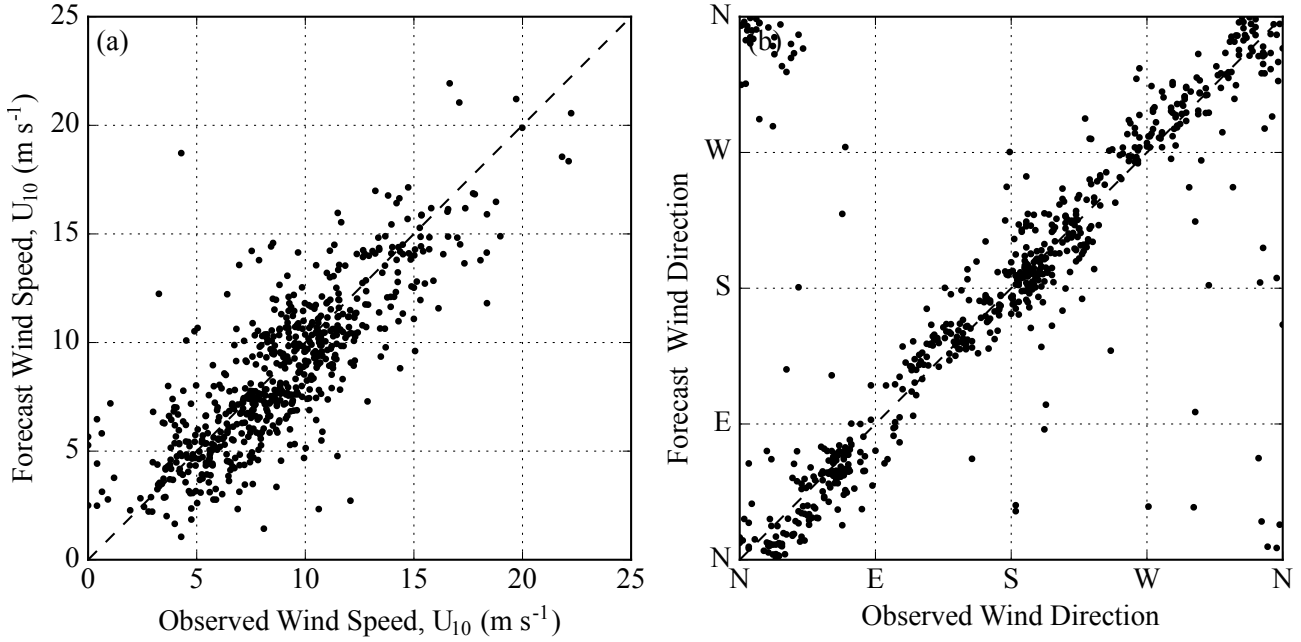 (a)
25
20
15
10
5
0
0 5 10 15 20 25
Forecast Wind Speed, U₁₀ (m s⁻¹)
Observed Wind Speed, U₁₀ (m s⁻¹)
(b)
N
W
S
E
N
N E S W N
Forecast Wind Direction
Observed Wind Direction